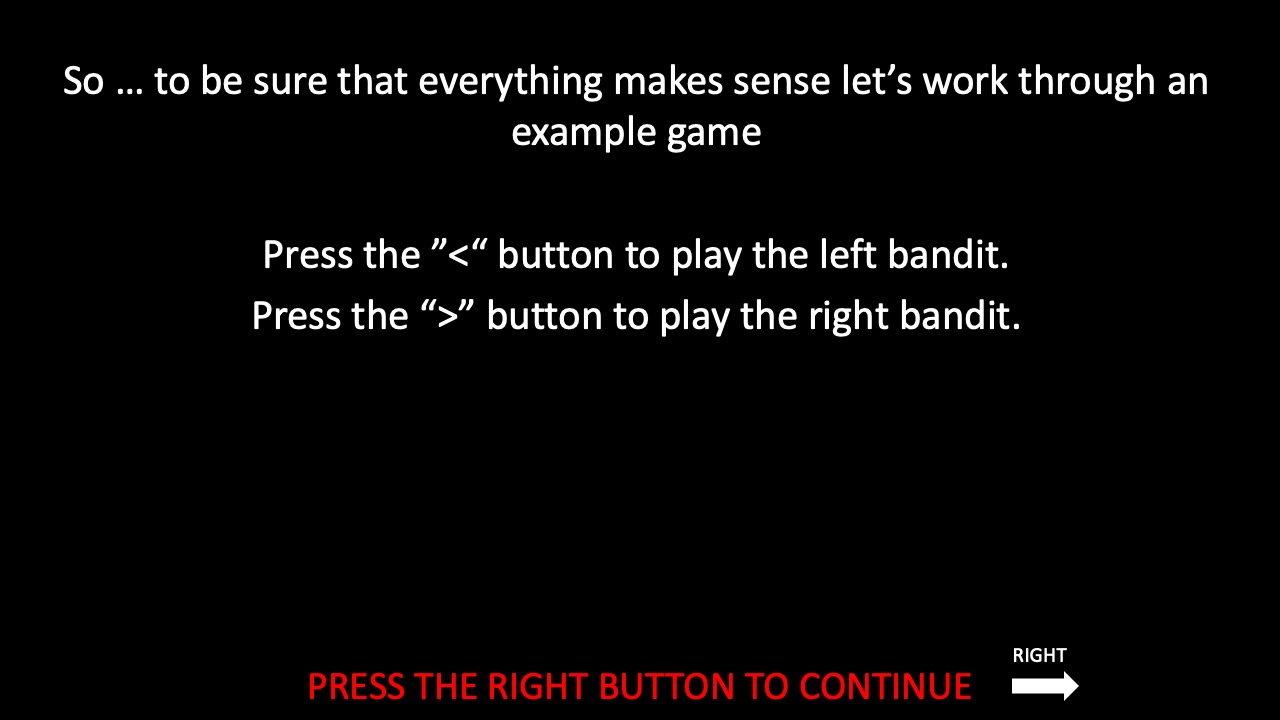 So … to be sure that everything makes sense let’s work through an
example game
Press the ”<“ button to play the left bandit.
Press the “>” button to play the right bandit.
RIGHT
PRESS THE RIGHT BUTTON TO CONTINUE